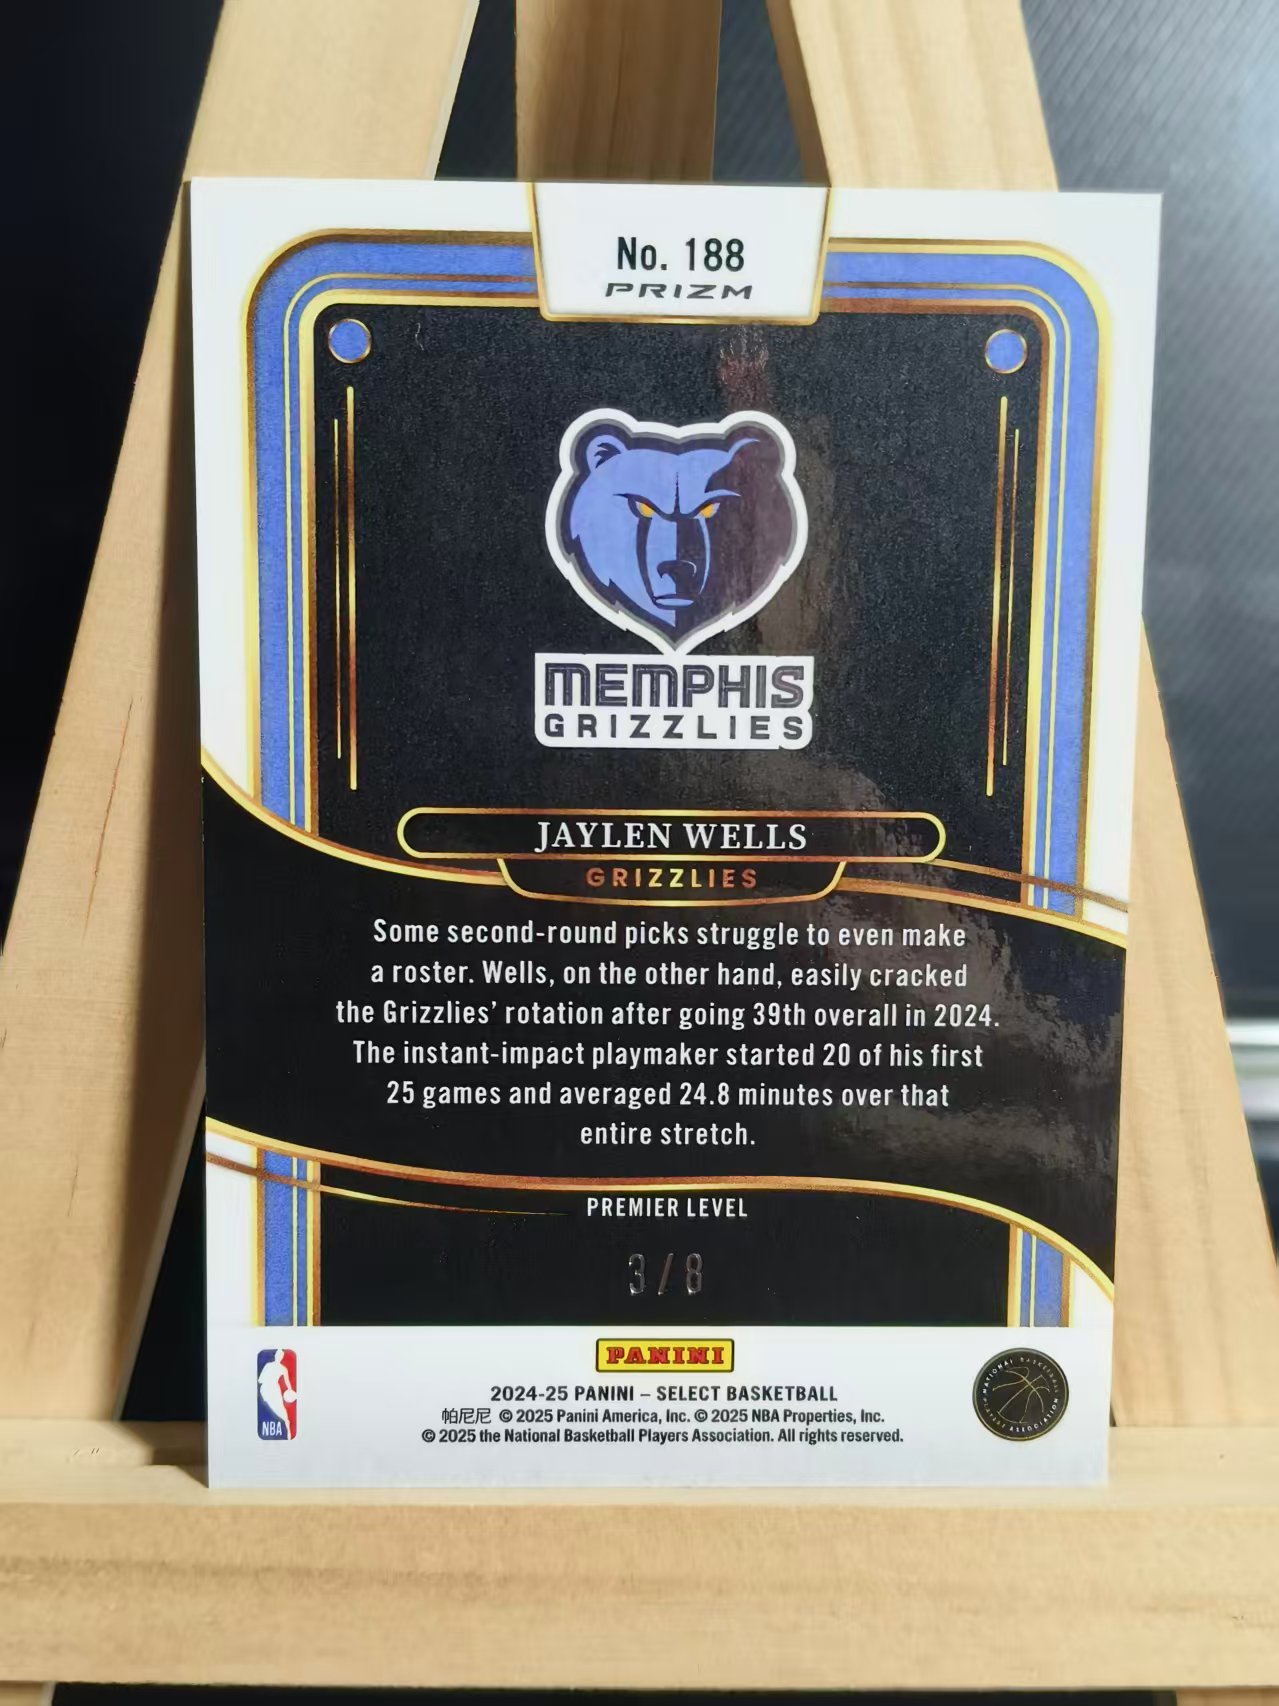 No. 188
PRIZM
MEMPHIS
GRIZZLIES
JAYLEN WELLS
GRIZZLIES
Some second-round picks struggle to even make
a roster. Wells, on the other hand, easily cracked
the Grizzlies' rotation after going 39th overall in 2024.
The instant-impact playmaker started 20 of his first
25 games and averaged 24.8 minutes over that
entire stretch.
PREMIER LEVEL
3/8
PANINI
NBA
NATIONAL BASKETBALL
PLAYERS ASSOCIATION
2024-25 PANINI – SELECT BASKETBALL
帕尼尼 © 2025 Panini America, Inc. © 2025 NBA Properties, Inc.
© 2025 the National Basketball Players Association. All rights reserved.